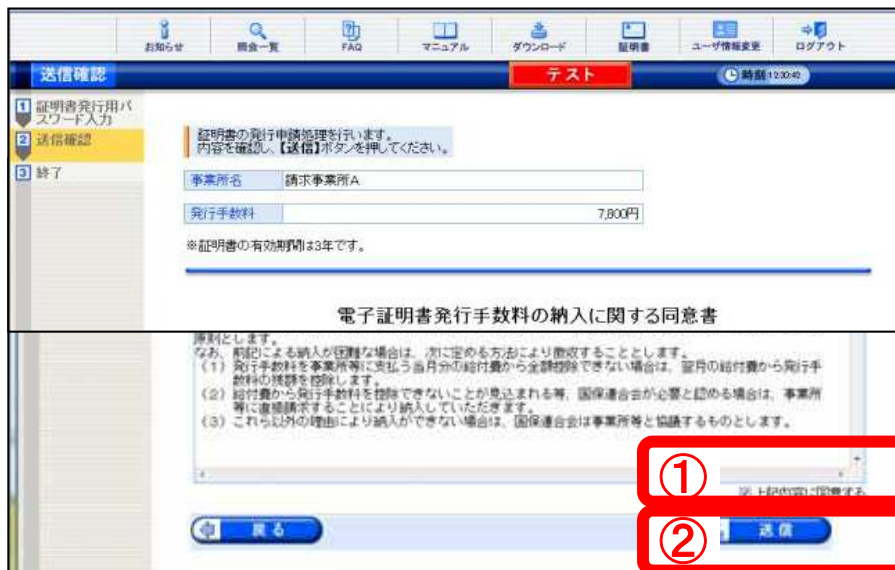 お知らせ
照会一覧
FAQ
マニュアル
ダウンロード
証明書
ユーザ情報変更
ログアウト
送信確認
テスト
時刻 12:30:40
1 証明書発行用パ
スワード入力
2 送信確認
3 終了
証明書の発行申請処理を行います。
内容を確認し、【送信】ボタンを押してください。
事業所名 請求事業所A
発行手数料 7,800円
※証明書の有効期間は3年です。
電子証明書発行手数料の納入に関する同意書
原則とします。
なお、前記による納入が困難な場合は、次に定める方法により徴収することとします。
(1) 発行手数料を事業所等に支払う当月分の給付費から全額控除できない場合は、翌月の給付費から発行手
数料の残額を控除します。
(2) 給付費から発行手数料を控除できないことが見込まれる等、国保連合会が必要と認める場合は、事業所
等に直接請求することにより納入していただきます。
(3) これら以外の理由により納入ができない場合は、国保連合会は事業所等と協議するものとします。
①
上記内容に同意する
戻る
②
送信